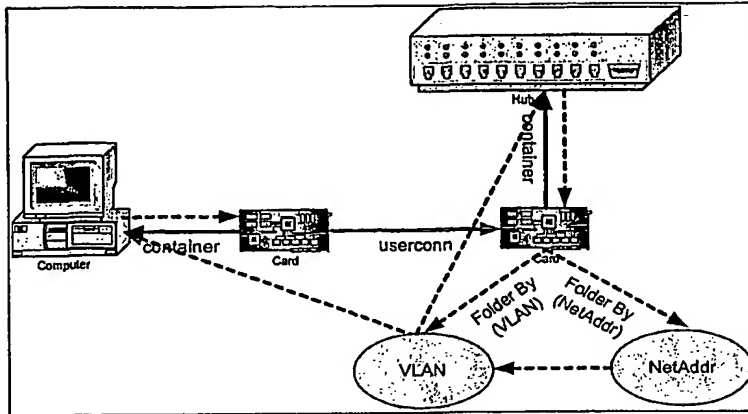 Hub
container
container
userconn
Computer
Card
Card
Folder By
(VLAN)
Folder By
(NetAddr)
VLAN
NetAddr